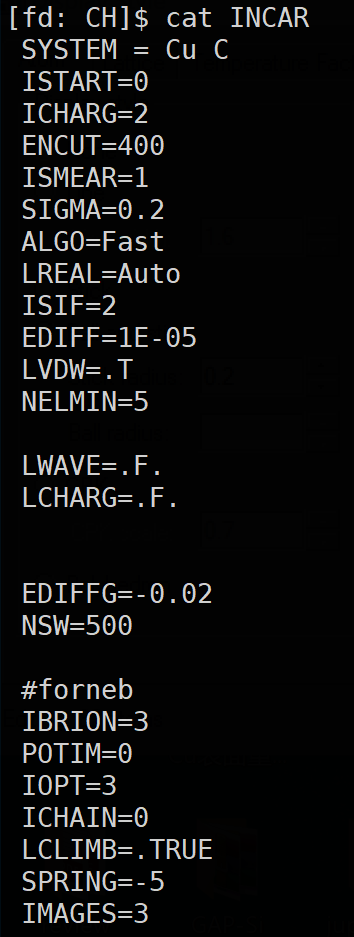 [fd: CH]$ cat INCAR
SYSTEM = Cu C
ISTART=0
ICHARG=2
ENCUT=400
ISMEAR=1
SIGMA=0.2
ALGO=Fast
LREAL=Auto
ISIF=2
EDIFF=1E-05
LVDW=.T
NELMIN=5
LWAVE=.F.
LCHARG=.F.
EDIFFG=-0.02
NSW=500
#forneb
IBRION=3
POTIM=0
IOPT=3
ICHAIN=0
LCLIMB=.TRUE
SPRING=-5
IMAGES=3